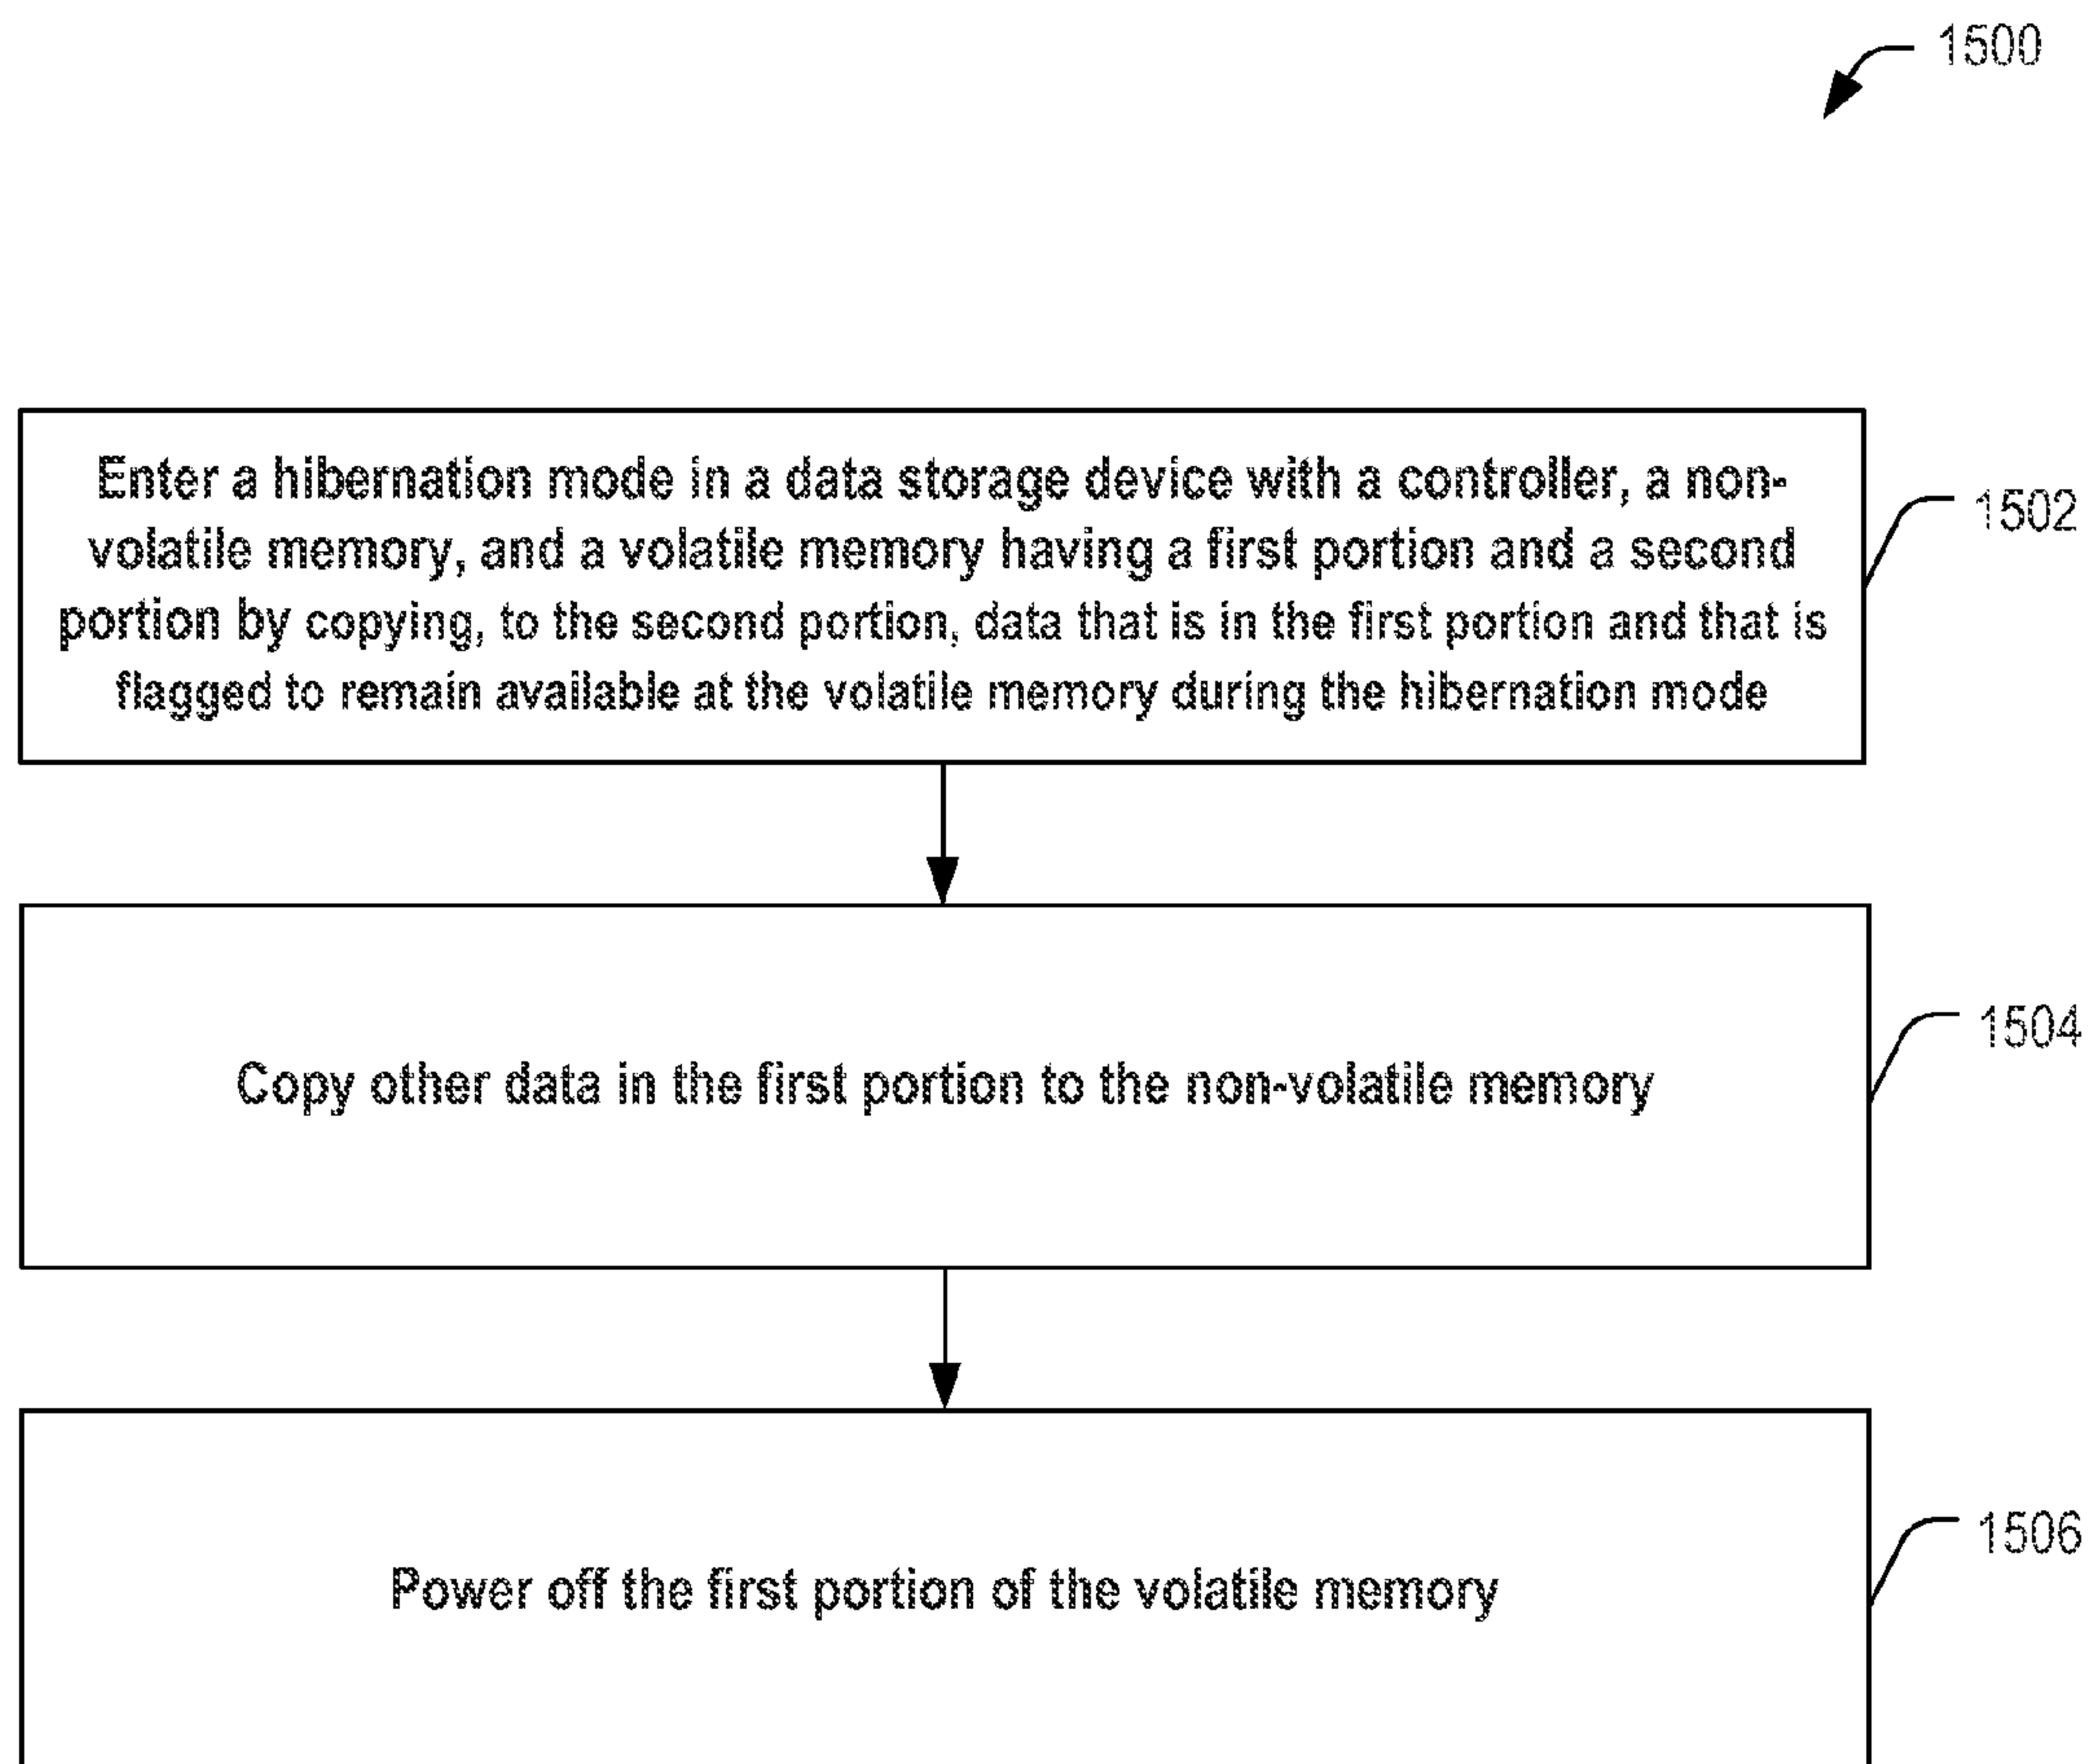 1500
Enter a hibernation mode in a data storage device with a controller, a non-
volatile memory, and a volatile memory having a first portion and a second
portion by copying, to the second portion, data that is in the first portion and that is
flagged to remain available at the volatile memory during the hibernation mode
1502
Copy other data in the first portion to the non-volatile memory
1504
Power off the first portion of the volatile memory
1506